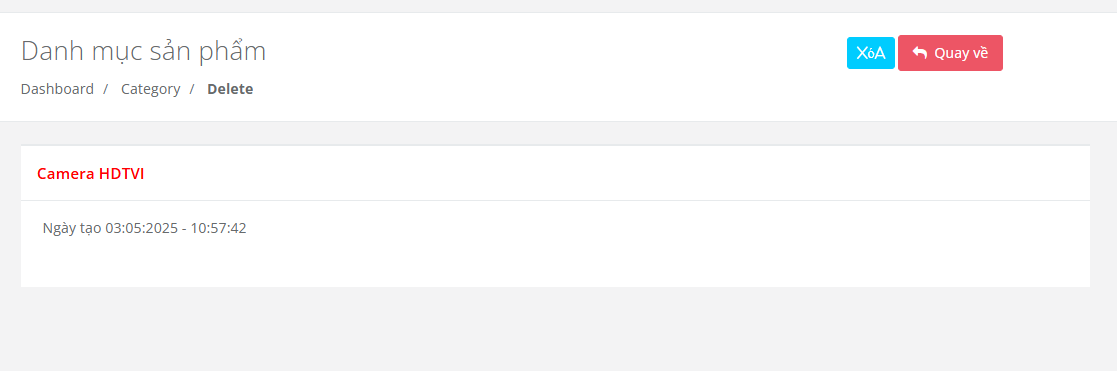 Danh mục sản phẩm
XóA
Quay về
Dashboard / Category / Delete
Camera HDTVI
Ngày tạo 03:05:2025 - 10:57:42